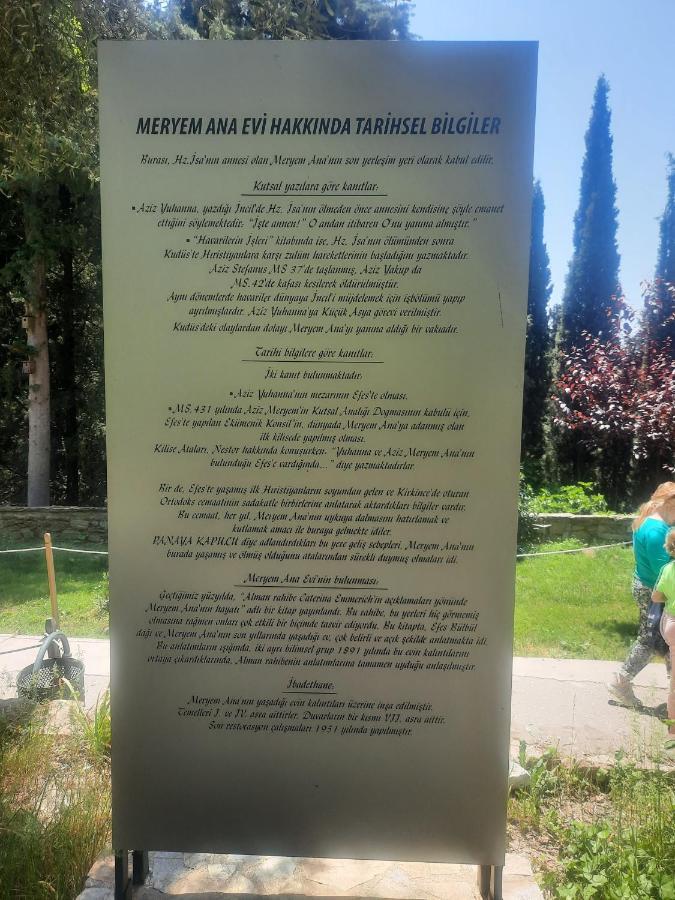 MERYEM ANA EVİ HAKKINDA TARİHSEL BİLGİLER
Burası, Hz.İsa'nın annesi olan Meryem Ana'nın son yerleşim yeri olarak kabul edilir.
Kutsal yazılara göre kanıtlar:
•Aziz Yuhanna, yazdığı İncil'de Hz. İsa'nın ölmeden önce annesini kendisine şöyle emanet
ettiğini söylemektedir: "İşte annen!" O andan itibaren O'nu yanına almıştır."
• "Havarilerin İşleri" kitabında ise, Hz. İsa'nın ölümünden sonra
Kudüs'te Hıristiyanlara karşı zulüm hareketlerinin başladığını yazmaktadır.
Aziz Stefanus MS 37'de taşlanmış, Aziz Yakup da
MS.42'de kafası kesilerek öldürülmüştür.
Aynı dönemlerde havariler dünyaya İncil'i müjdelemek için işbölümü yapıp
ayrılmışlardır. Aziz Yuhanna'ya Küçük Asya görevi verilmiştir.
Kudüs'deki olaylardan dolayı Meryem Ana'yı yanına aldığı bir vakıadır.
Tarihi bilgilere göre kanıtlar:
İki kanıt bulunmaktadır:
•Aziz Yuhanna'nın mezarının Efes'te olması.
•MS.431 yılında Aziz Meryem'in Kutsal Analığı Dogmasının kabulü için,
Efes'te yapılan Ekümenik Konsil'in, dünyada Meryem Ana'ya adanmış olan
ilk kilisede yapılmış olması.
Kilise Ataları, Nestor hakkında konuşurken, "Yuhanna ve Aziz Meryem Ana'nın
bulunduğu Efes'e vardığında..." diye yazmaktadırlar.
Bir de, Efes'te yaşamış ilk Hıristiyanların soyundan gelen ve Kirkince'de oturan
Ortodoks cemaatinin sadakatle birbirlerine anlatarak aktardıkları bilgiler vardır.
Bu cemaat, her yıl, Meryem Ana'nın uykuya dalmasını hatırlamak ve
kutlamak amacı ile buraya gelmekte idiler.
PANAYA KAPULU diye adlandırdıkları bu yere geliş sebepleri, Meryem Ana'nın
burada yaşamış ve ölmüş olduğunu atalarından duymuş olmaları idi.
Meryem Ana Evi'nin bulunması:
Geçtiğimiz yüzyılda, "Alman rahibe Caterina Emmerich'in açıklamaları yönünde
Meryem Ana'nın hayatı" adlı bir kitap yayınlandı. Bu rahibe, bu yerleri hiç görmemiş
olmasına rağmen onları çok etkili bir biçimde tasvir ediyordu. Bu kitapta, Efes Bülbül
dağı ve Meryem Ana'nın son yıllarında yaşadığı ev, çok belirli ve açık şekilde anlatmakta idi.
Bu anlatımların ışığında, iki ayrı bilimsel grup 1891 yılında bu evin kalıntılarını
ortaya çıkardıklarında, Alman rahibenin anlatımlarına tamamen uyduğu anlaşılmıştır.
İbadethane:
Meryem Ana'nın yaşadığı evin kalıntıları üzerine inşa edilmiştir.
Temelleri I. ve IV. asra aittirler. Duvarların bir kısmı VII. asra aittir.
Son restorasyon çalışmaları 1951 yılında yapılmıştır.